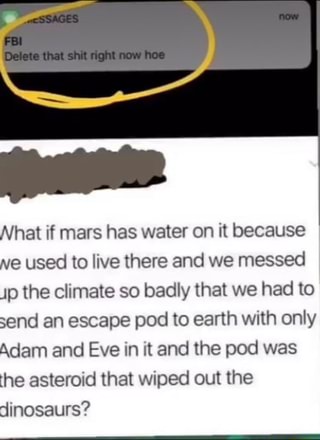 MESSAGES now
FBI
Delete that shit right now hoe
What if mars has water on it because
we used to live there and we messed
up the climate so badly that we had to
send an escape pod to earth with only
Adam and Eve in it and the pod was
the asteroid that wiped out the
dinosaurs?